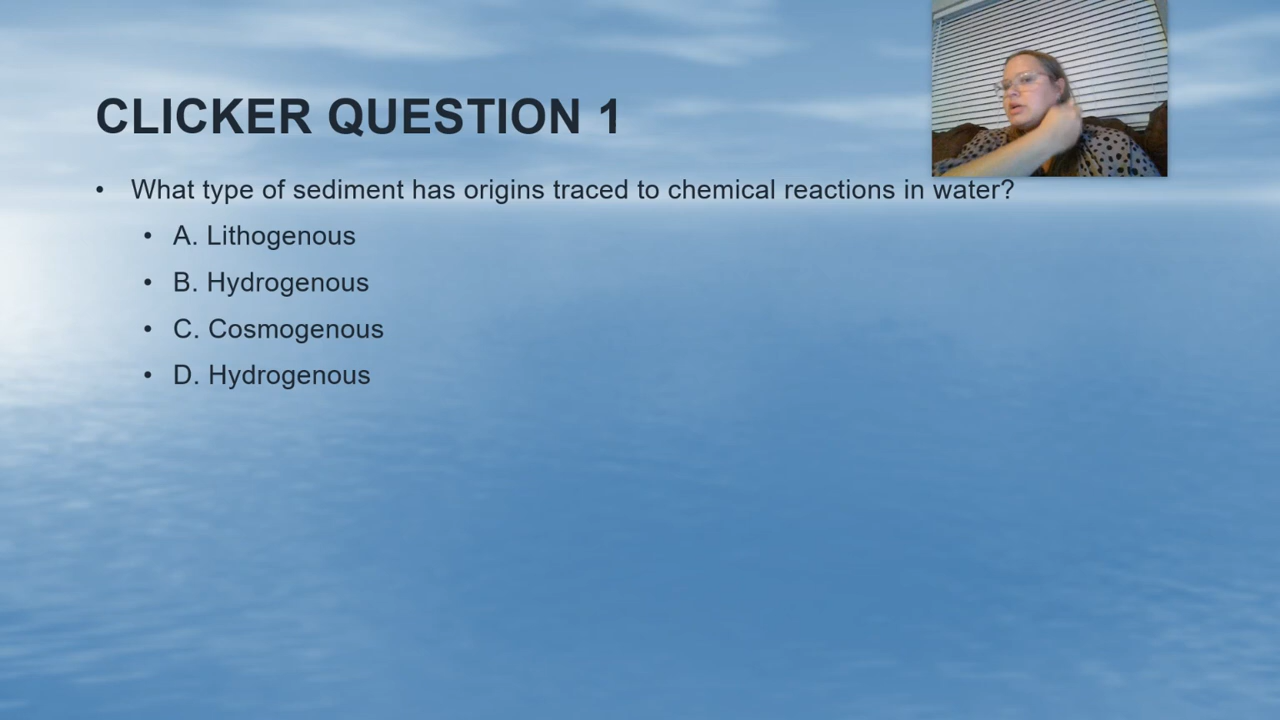 CLICKER QUESTION 1
• What type of sediment has origins traced to chemical reactions in water?
• A. Lithogenous
• B. Hydrogenous
• C. Cosmogenous
• D. Hydrogenous